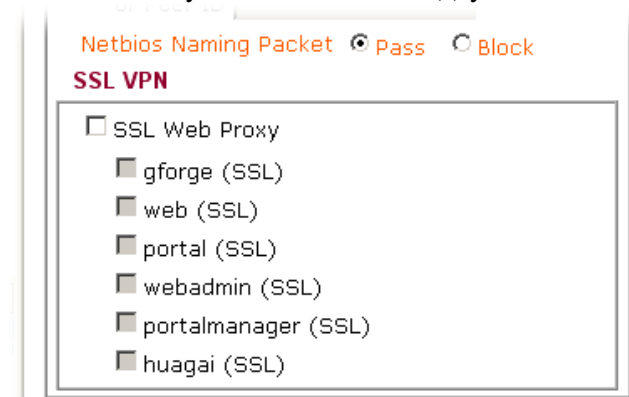 Netbios Naming Packet Pass Block
SSL VPN
SSL Web Proxy
gforge (SSL)
web (SSL)
portal (SSL)
webadmin (SSL)
portalmanager (SSL)
huagai (SSL)